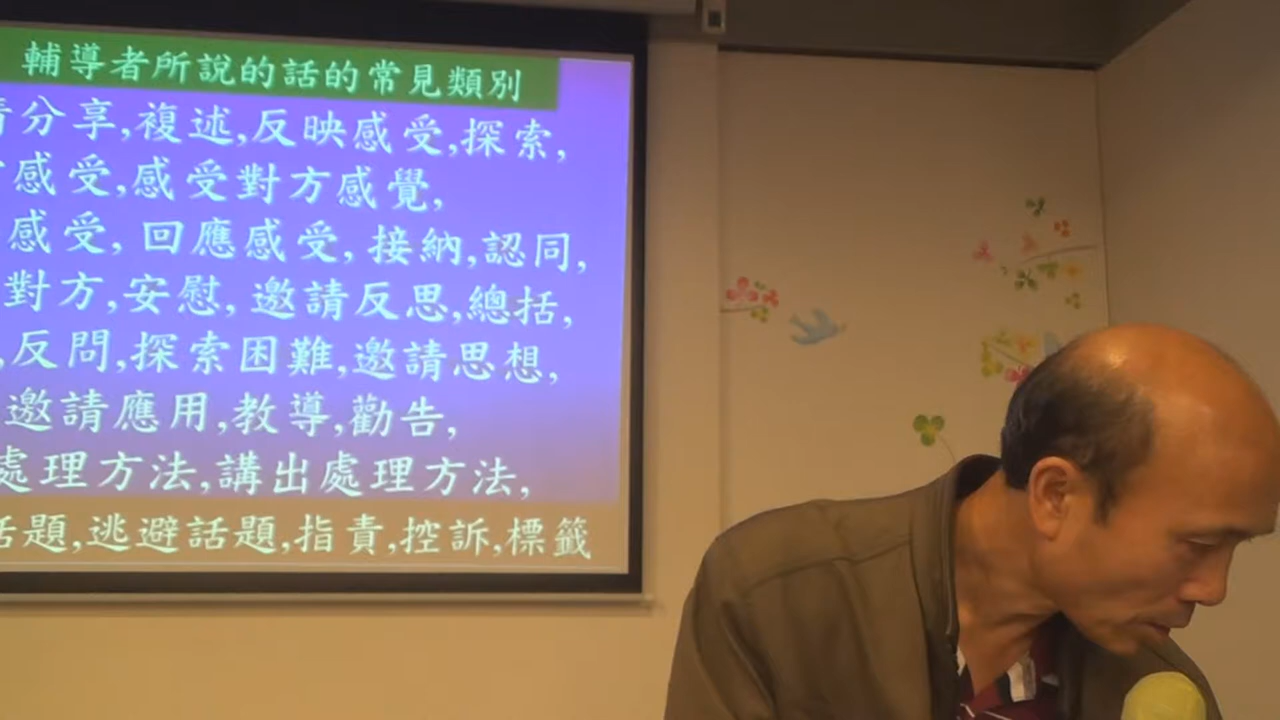 輔導者所說的話的常見類別
分享,複述,反映感受,探索,
感受,感受對方感覺,
感受, 回應感受, 接納,認同,
對方,安慰, 邀請反思,總括,
,反問,探索困難,邀請思想,
邀請應用,教導,勸告,
處理方法,講出處理方法,
話題,逃避話題,指責,控訴,標籤